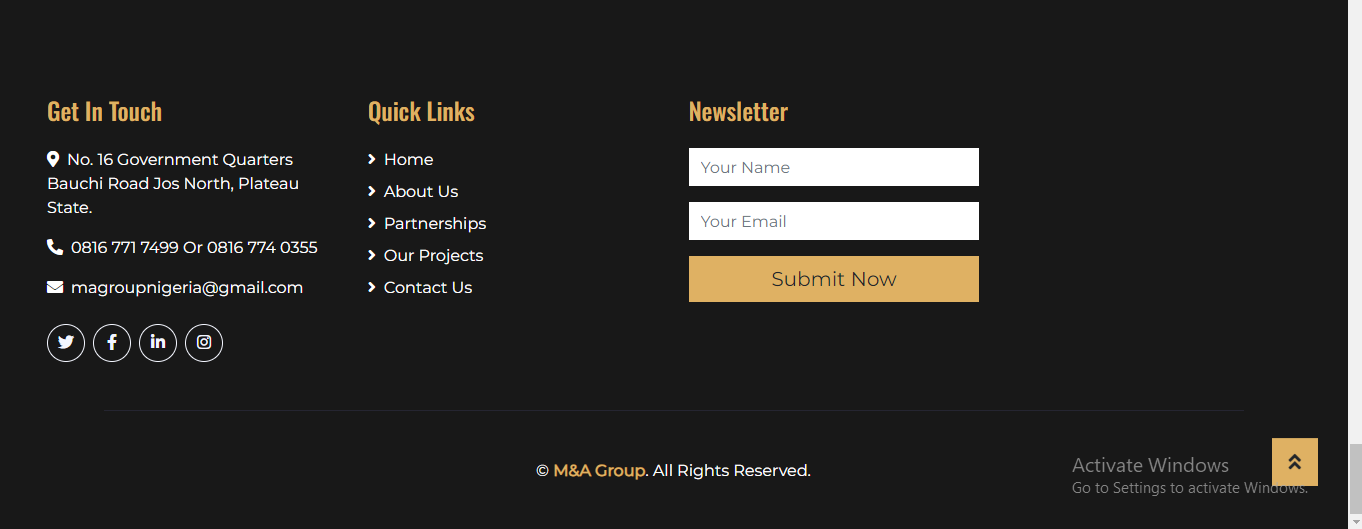 Get In Touch
No. 16 Government Quarters
Bauchi Road Jos North, Plateau
State.
0816 771 7499 Or 0816 774 0355
magroupnigeria@gmail.com
Quick Links
Home
About Us
Partnerships
Our Projects
Contact Us
Newsletter
Your Name
Your Email
Submit Now
© M&A Group. All Rights Reserved.
Activate Windows
Go to Settings to activate Windows.